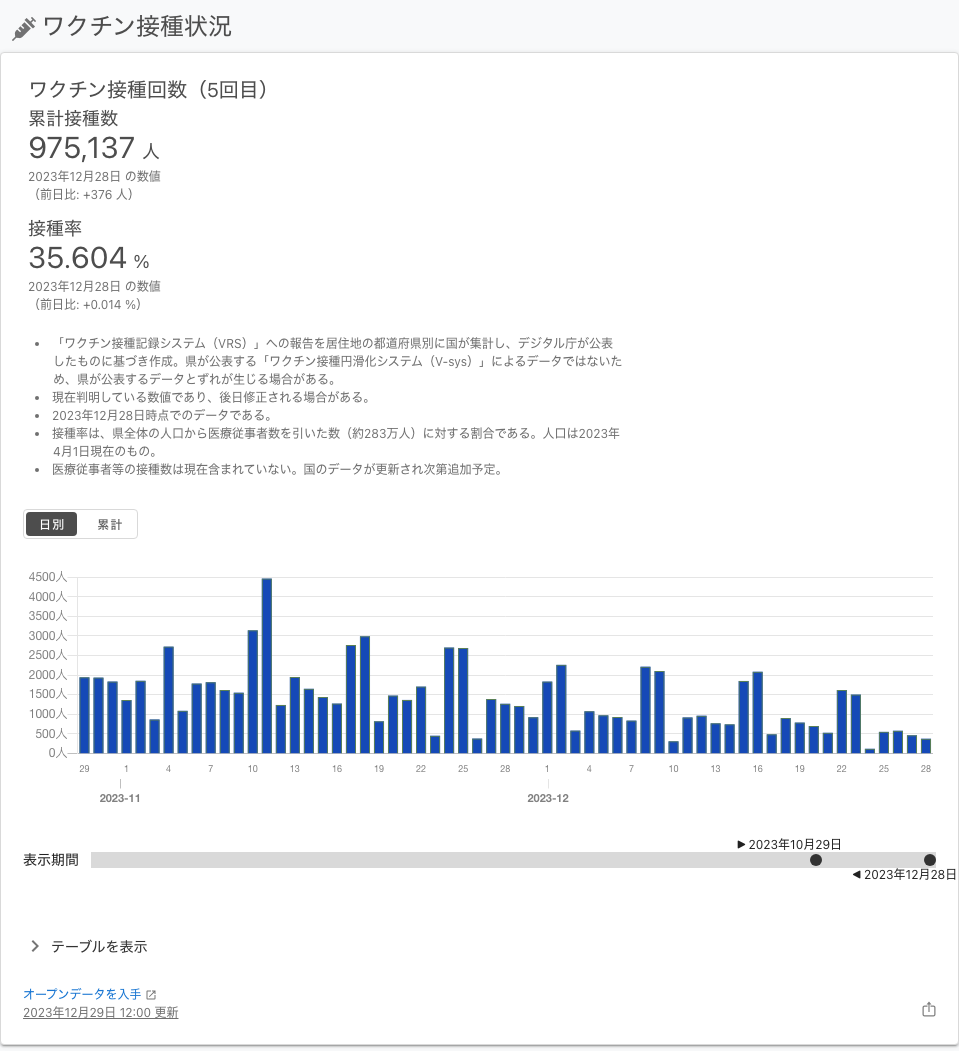 ワクチン接種状況
ワクチン接種回数（5回目）
累計接種数
975,137 人
2023年12月28日 の数値
（前日比: +376 人）
接種率
35.604 %
2023年12月28日 の数値
（前日比: +0.014 %）
• 「ワクチン接種記録システム（VRS）」への報告を居住地の都道府県別に国が集計し、デジタル庁が公表
したものに基づき作成。県が公表する「ワクチン接種円滑化システム（V-sys）」によるデータではないた
め、県が公表するデータとずれが生じる場合がある。
• 現在判明している数値であり、後日修正される場合がある。
• 2023年12月28日時点でのデータである。
• 接種率は、県全体の人口から医療従事者数を引いた数（約283万人）に対する割合である。人口は2023年
4月1日現在のもの。
• 医療従事者等の接種数は現在含まれていない。国のデータが更新され次第追加予定。
日別 累計
4500人
4000人
3500人
3000人
2500人
2000人
1500人
1000人
500人
0人
29 1 4 7 10 13 16 19 22 25 28 1 4 7 10 13 16 19 22 25 28
2023-11 2023-12
2023年10月29日
表示期間
2023年12月28日
テーブルを表示
オープンデータを入手
2023年12月29日 12:00 更新